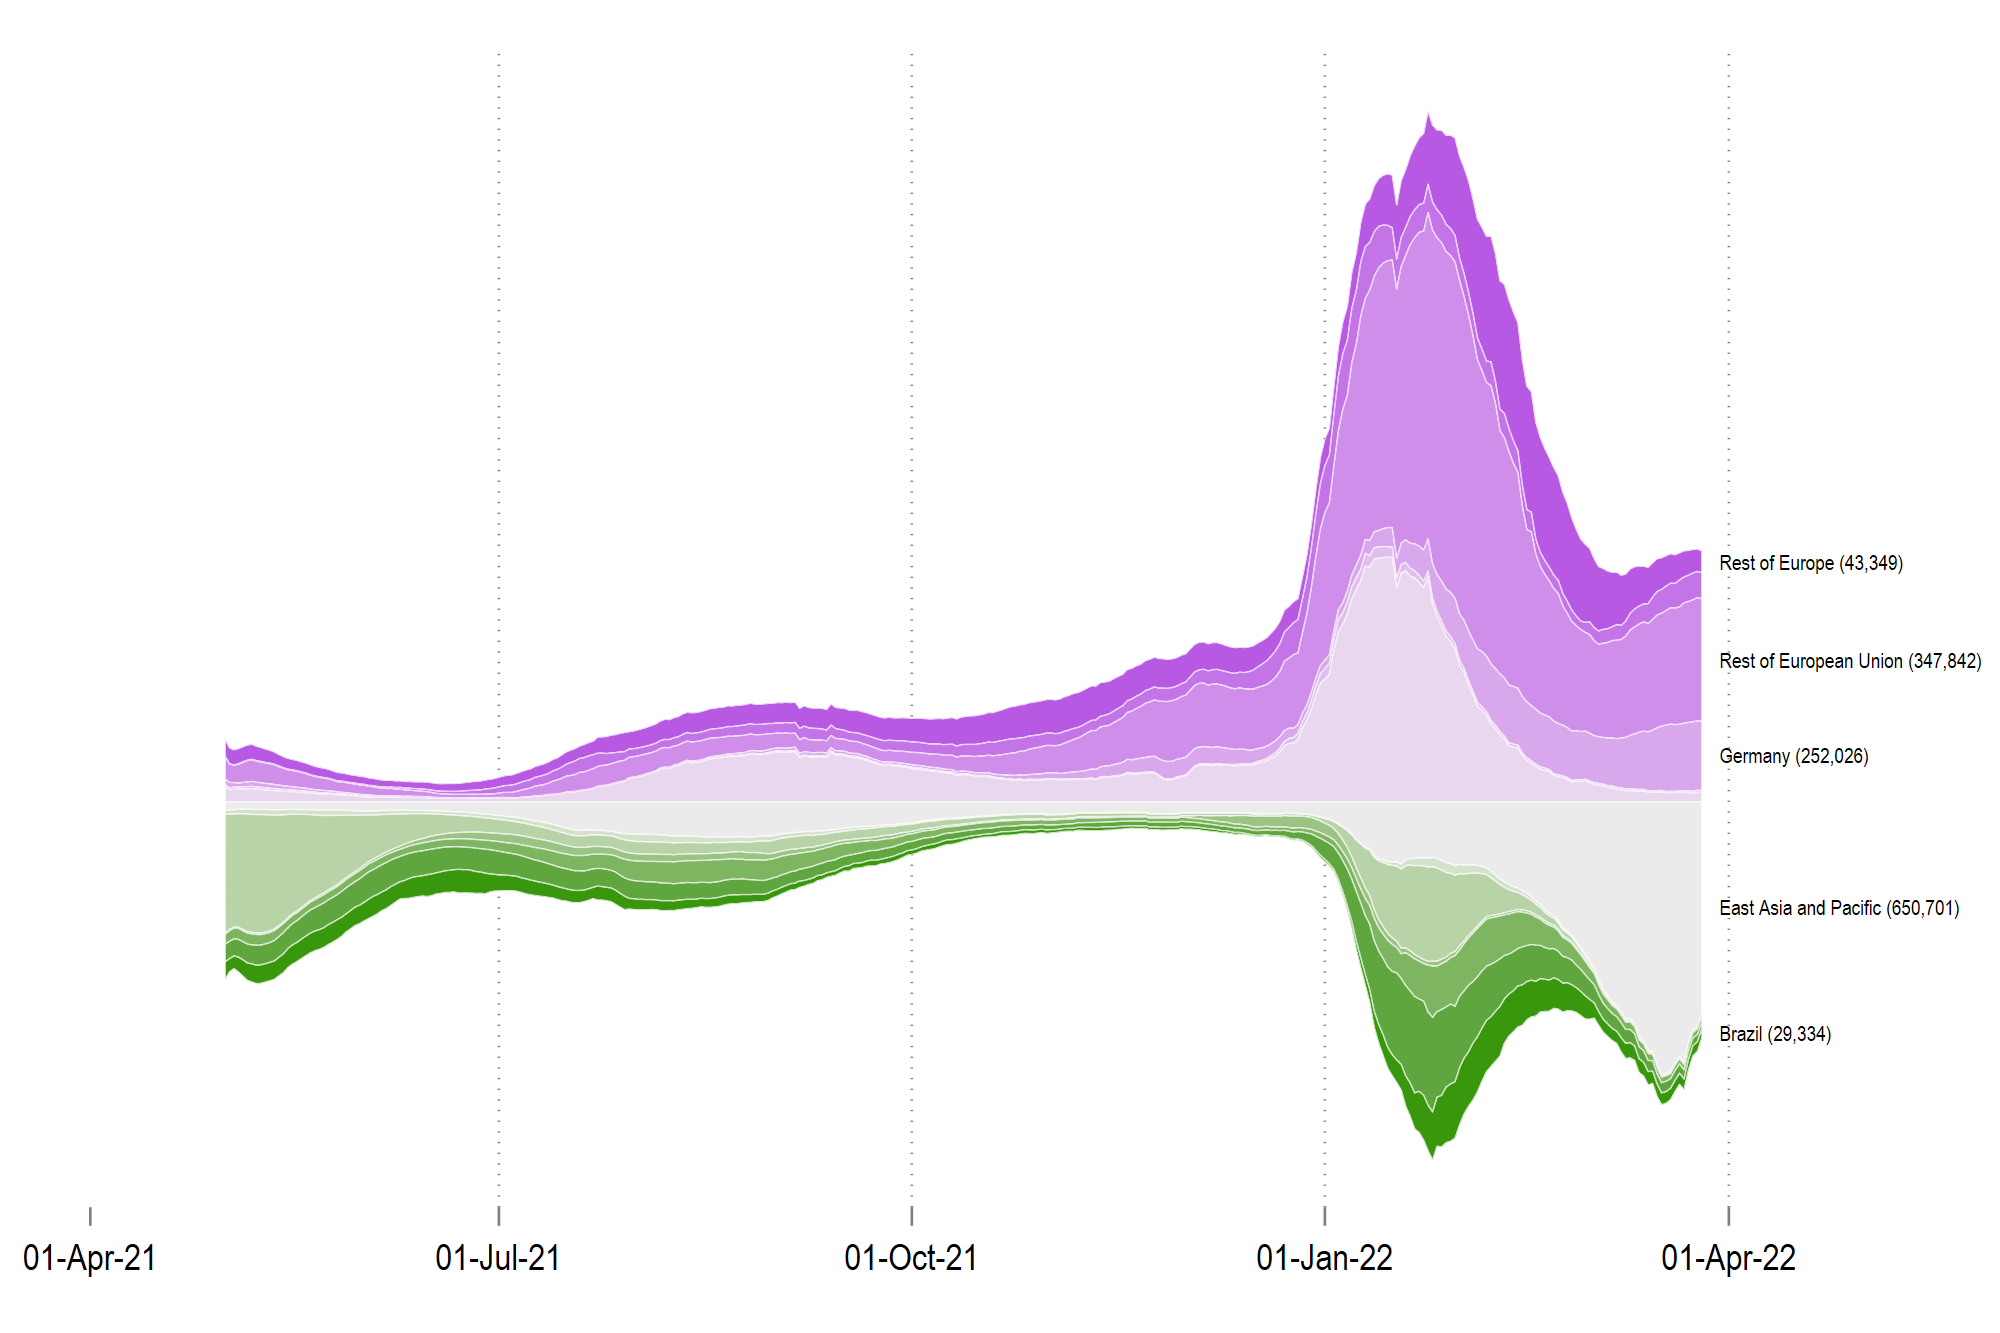 Rest of Europe (43,349)
Rest of European Union (347,842)
Germany (252,026)
East Asia and Pacific (650,701)
Brazil (29,334)
01-Apr-21
01-Jul-21
01-Oct-21
01-Jan-22
01-Apr-22